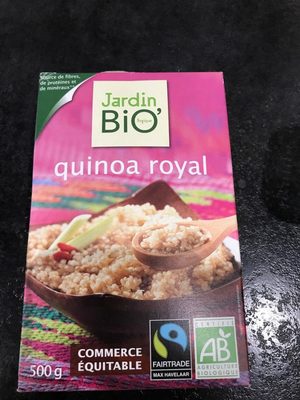 source de fibres,
de protéines et
de minéraux
Jardin
BiO'
quinoa royal
500 g
COMMERCE
ÉQUITABLE
FAIRTRADE
MAX HAVELAAR
CERTIFIÉ
AB
AGRICULTURE
BIOLOGIQUE